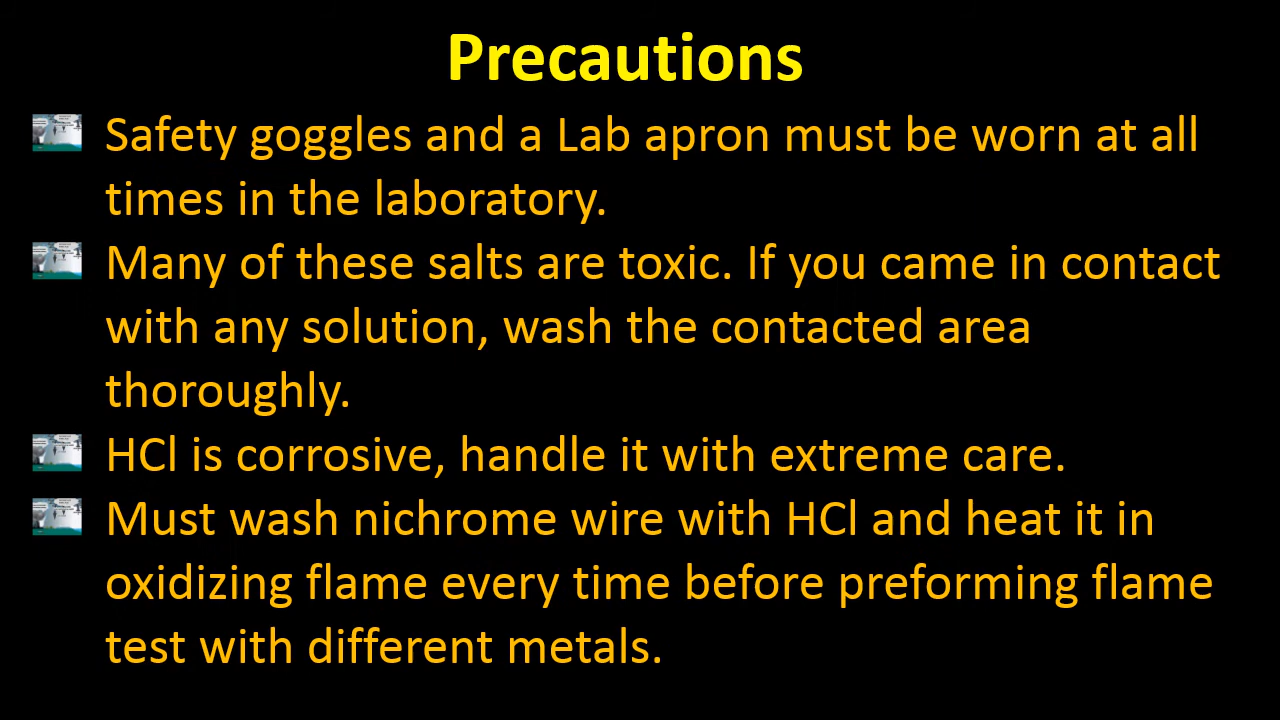 Precautions
Safety goggles and a Lab apron must be worn at all
times in the laboratory.
Many of these salts are toxic. If you came in contact
with any solution, wash the contacted area
thoroughly.
HCl is corrosive, handle it with extreme care.
Must wash nichrome wire with HCl and heat it in
oxidizing flame every time before preforming flame
test with different metals.